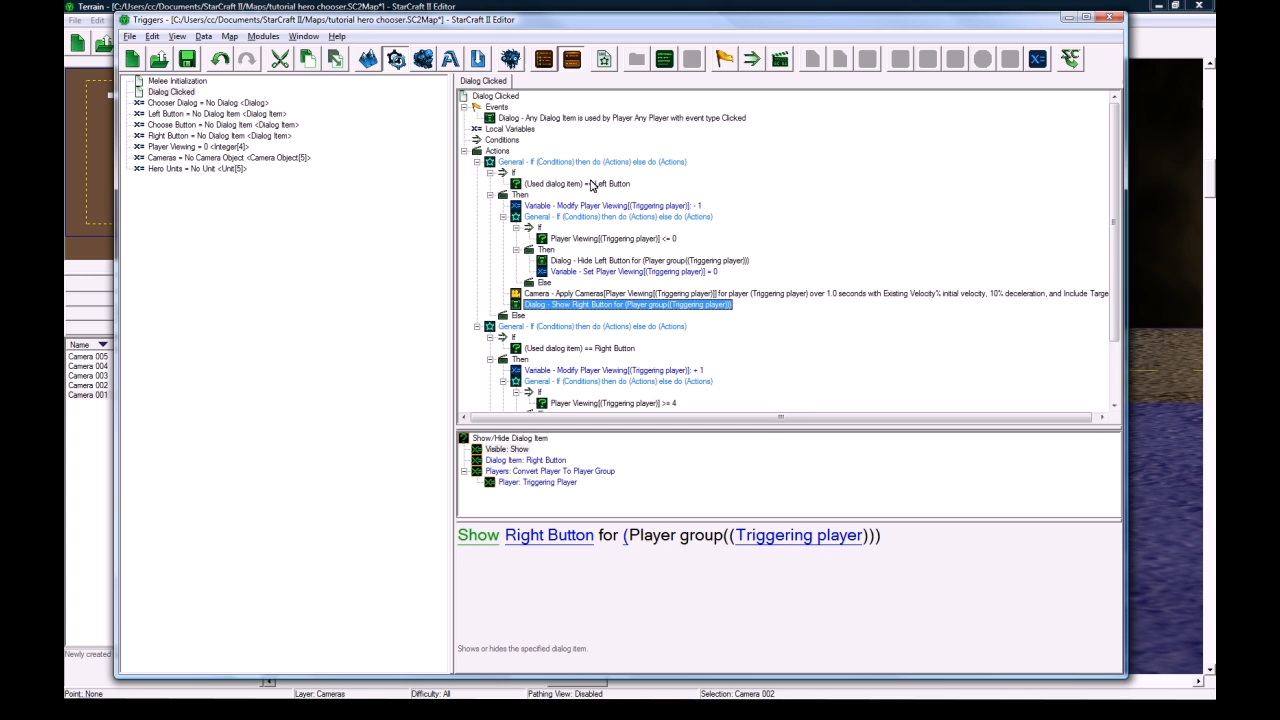 Terrain - [C:/Users/cc/Documents/StarCraft II/Maps/tutorial hero chooser.SC2Map*] - StarCraft II Editor
File Edit
Triggers - [C:/Users/cc/Documents/StarCraft II/Maps/tutorial hero chooser.SC2Map*] - StarCraft II Editor
File Edit View Data Map Modules Window Help
Melee Initialization
Dialog Clicked
Chooser Dialog = No Dialog <Dialog>
Left Button = No Dialog Item <Dialog Item>
Choose Button = No Dialog Item <Dialog Item>
Right Button = No Dialog Item <Dialog Item>
Player Viewing = 0 <Integer[4]>
Cameras = No Camera Object <Camera Object[5]>
Hero Units = No Unit <Unit[5]>
Name
Camera 005
Camera 004
Camera 003
Camera 002
Camera 001
Newly created
Dialog Clicked
Dialog Clicked
Events
Dialog - Any Dialog Item is used by Player Any Player with event type Clicked
Local Variables
Conditions
Actions
General - If (Conditions) then do (Actions) else do (Actions)
If
(Used dialog item) == Left Button
Then
Variable - Modify Player Viewing[(Triggering player)]: - 1
General - If (Conditions) then do (Actions) else do (Actions)
If
Player Viewing[(Triggering player)] <= 0
Then
Dialog - Hide Left Button for (Player group((Triggering player)))
Variable - Set Player Viewing[(Triggering player)] = 0
Else
Camera - Apply Cameras[Player Viewing[(Triggering player)]] for player (Triggering player) over 1.0 seconds with Existing Velocity% initial velocity, 10% deceleration, and Include Targe
Dialog - Show Right Button for (Player group((Triggering player)))
Else
General - If (Conditions) then do (Actions) else do (Actions)
If
(Used dialog item) == Right Button
Then
Variable - Modify Player Viewing[(Triggering player)]: + 1
General - If (Conditions) then do (Actions) else do (Actions)
If
Player Viewing[(Triggering player)] >= 4
Show/Hide Dialog Item
Visible: Show
Dialog Item: Right Button
Players: Convert Player To Player Group
Player: Triggering Player
Show Right Button for (Player group((Triggering player)))
Shows or hides the specified dialog item.
Point: None Layer: Cameras Difficulty: All Pathing View: Disabled Selection: Camera 002